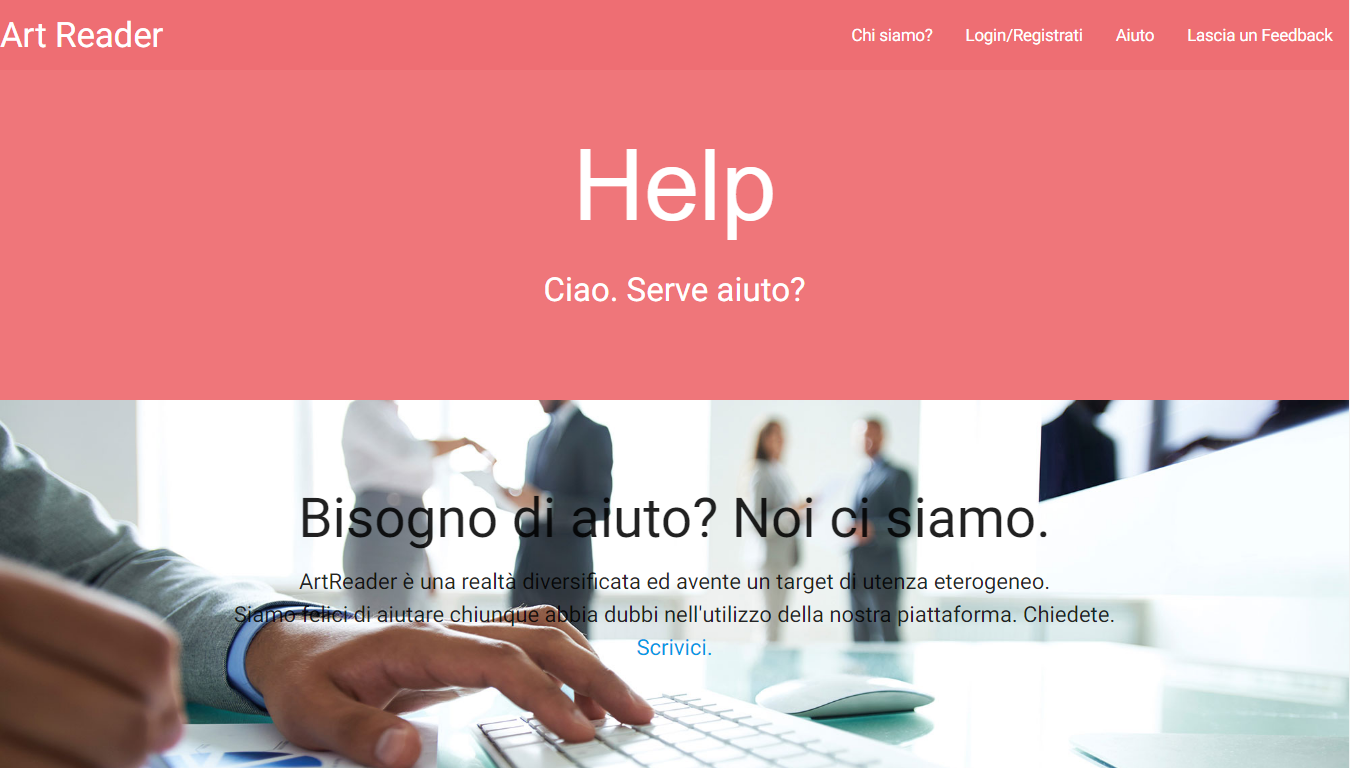 Art Reader
Chi siamo? Login/Registrati Aiuto Lascia un Feedback
Help
Ciao. Serve aiuto?
Bisogno di aiuto? Noi ci siamo.
ArtReader è una realtà diversificata ed avente un target di utenza eterogeneo.
Siamo felici di aiutare chiunque abbia dubbi nell'utilizzo della nostra piattaforma. Chiedete.
Scrivici.